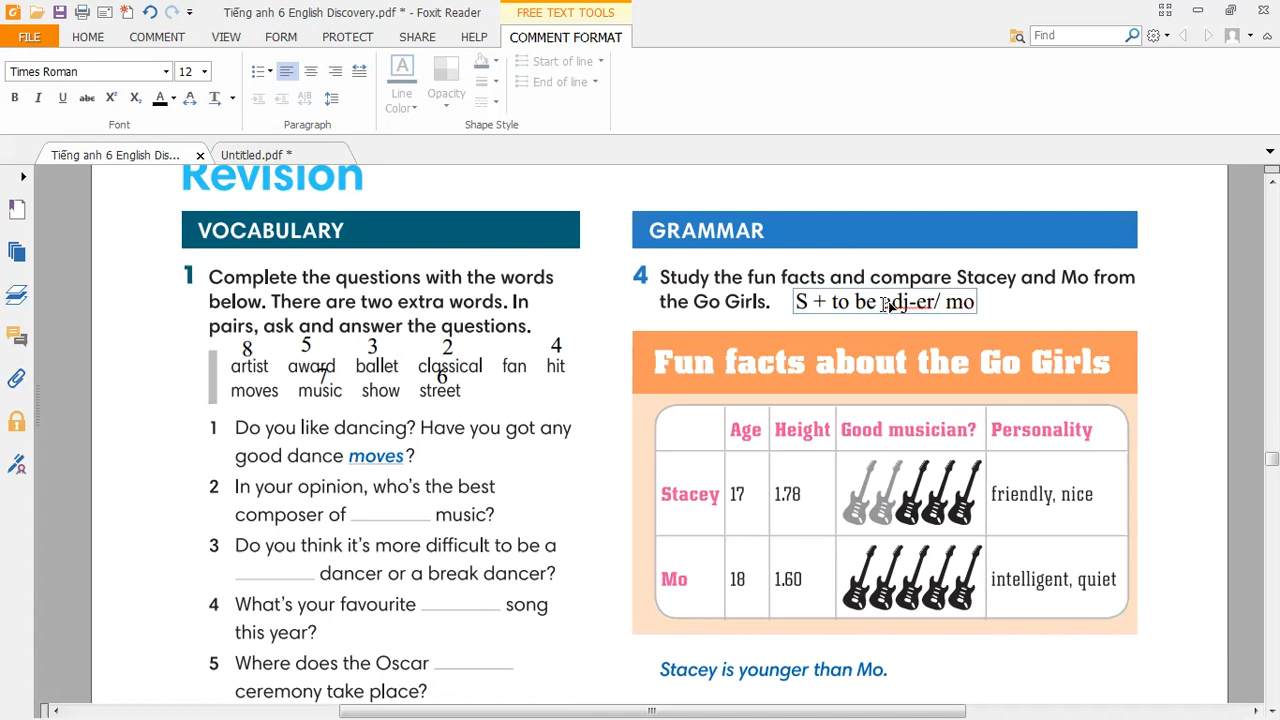 Tiếng anh 6 English Discovery.pdf * - Foxit Reader
FREE TEXT TOOLS
FILE
HOME
COMMENT
VIEW
FORM
PROTECT
SHARE
HELP
COMMENT FORMAT
Find
Times Roman
12
Line Color
Opacity
Start of line
End of line
Font
Paragraph
Shape Style
Tiếng anh 6 English Dis...
Untitled.pdf *
Revision
VOCABULARY
1 Complete the questions with the words
below. There are two extra words. In
pairs, ask and answer the questions.
8 5 3 2 4
artist award ballet classical fan hit
7 6
moves music show street
1 Do you like dancing? Have you got any
good dance moves?
2 In your opinion, who's the best
composer of ________ music?
3 Do you think it's more difficult to be a
________ dancer or a break dancer?
4 What's your favourite ________ song
this year?
5 Where does the Oscar ________
ceremony take place?
GRAMMAR
4 Study the fun facts and compare Stacey and Mo from
the Go Girls. S + to be adj-er/ mo
Fun facts about the Go Girls
Age Height Good musician? Personality
Stacey 17 1.78 friendly, nice
Mo 18 1.60 intelligent, quiet
Stacey is younger than Mo.